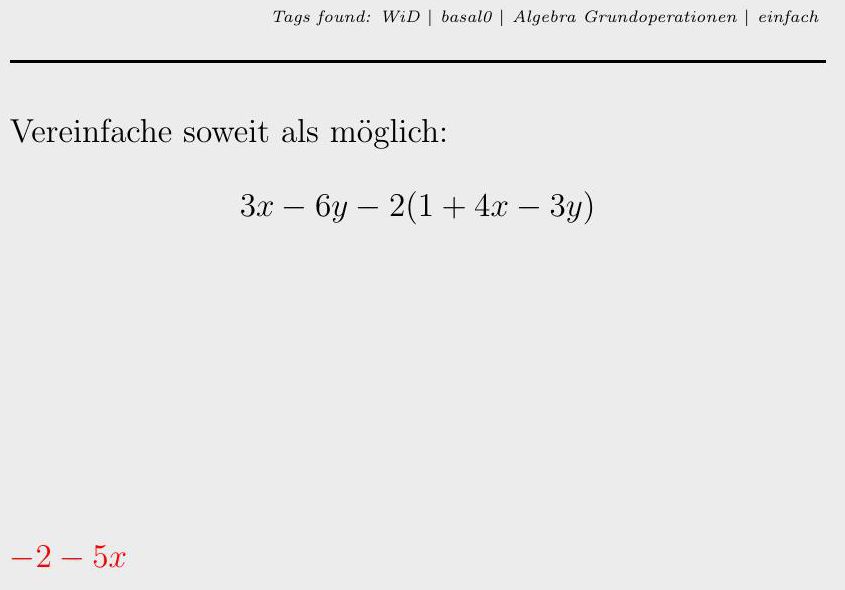 Tags found: WiD | basal0 | Algebra Grundoperationen | einfach
Vereinfache soweit als möglich:
3x − 6y − 2(1 + 4x − 3y)
−2 − 5x